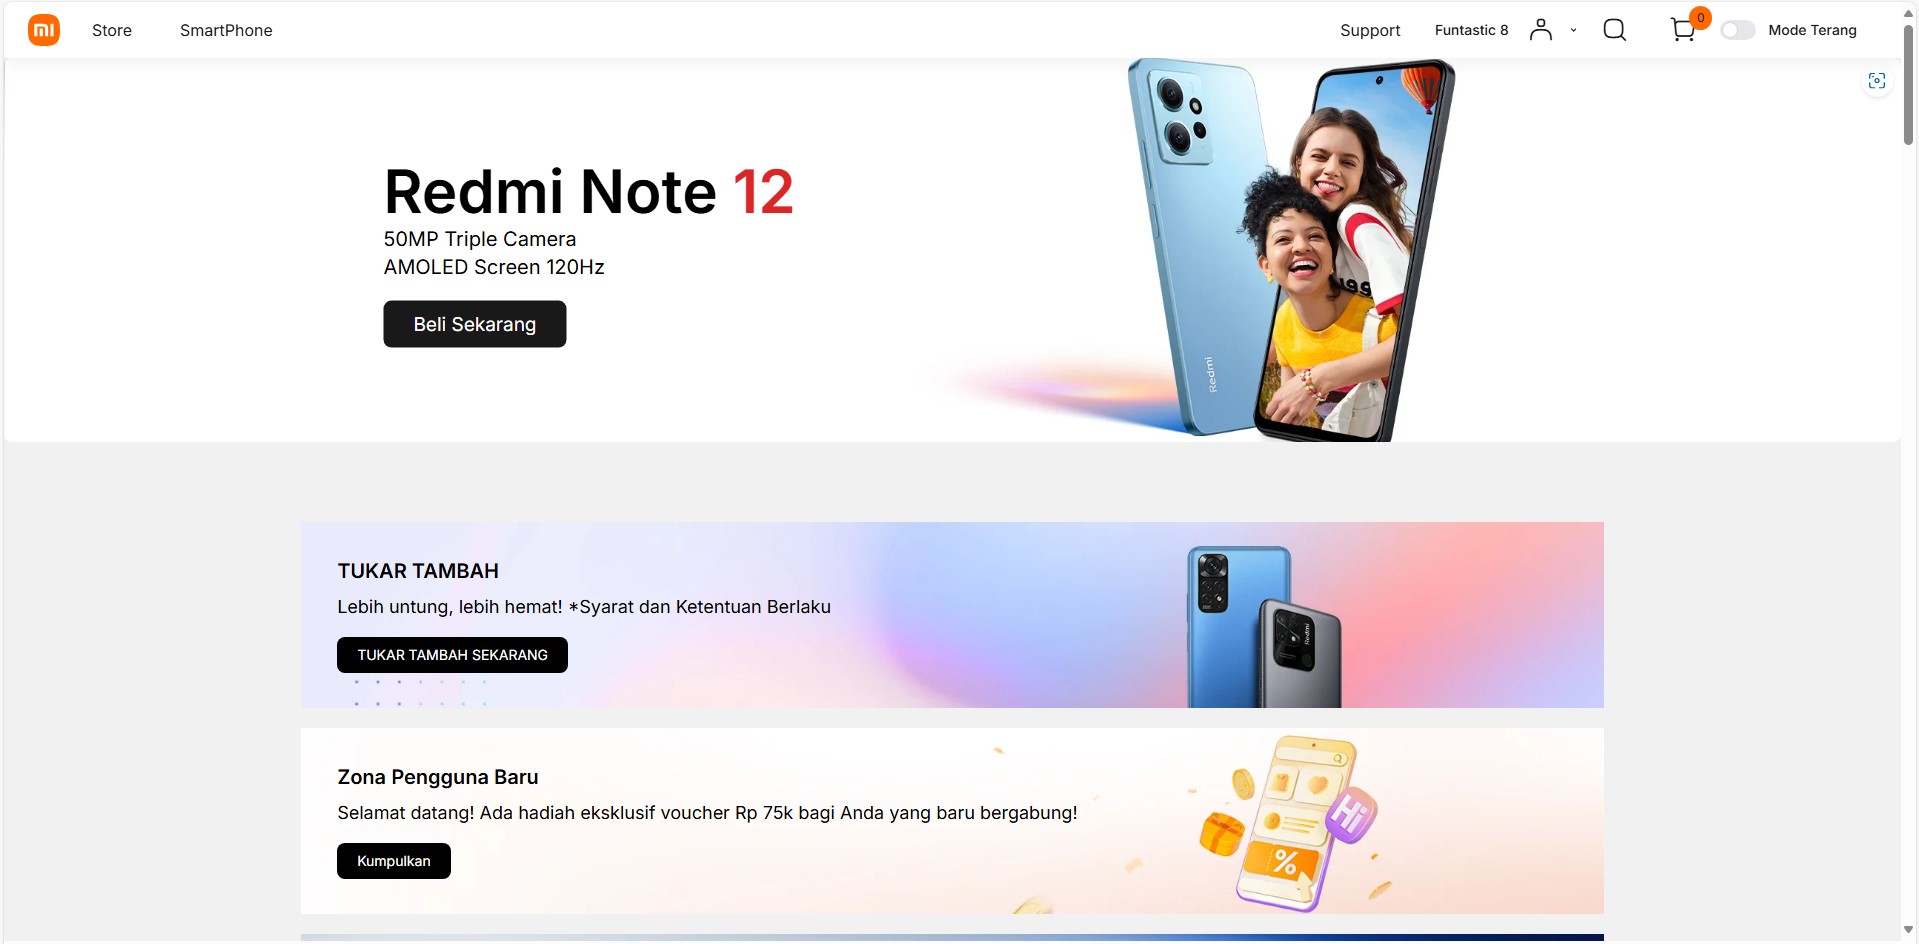 mi
Store
SmartPhone
Support
Funtastic 8
0
Mode Terang
Redmi Note 12
50MP Triple Camera
AMOLED Screen 120Hz
Beli Sekarang
Redmi
TUKAR TAMBAH
Lebih untung, lebih hemat! *Syarat dan Ketentuan Berlaku
TUKAR TAMBAH SEKARANG
Redmi
Zona Pengguna Baru
Selamat datang! Ada hadiah eksklusif voucher Rp 75k bagi Anda yang baru bergabung!
Kumpulkan
Hi
%